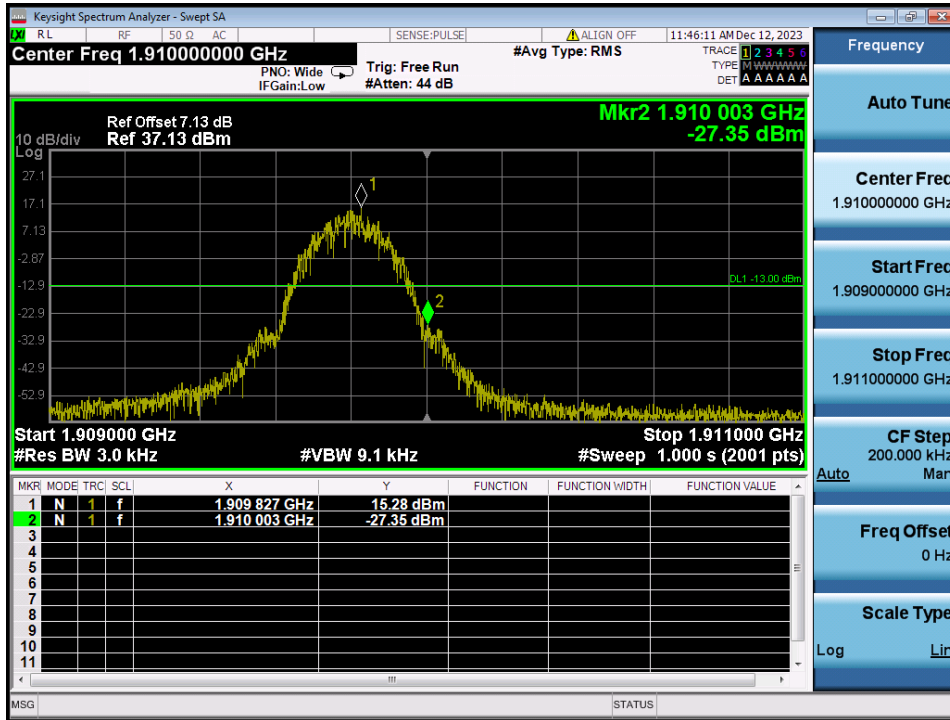 Keysight Spectrum Analyzer - Swept SA
LXI RL RF 50 Ω AC SENSE:PULSE ALIGN OFF 11:46:11 AM Dec 12, 2023
Center Freq 1.910000000 GHz
PNO: Wide
IFGain:Low
Trig: Free Run
#Atten: 44 dB
#Avg Type: RMS
TRACE 1 2 3 4 5 6
TYPE M W W W W W
DET A A A A A A
Mkr2 1.910 003 GHz
-27.35 dBm
Ref Offset 7.13 dB
10 dB/div Ref 37.13 dBm
Log
27.1
17.1
7.13
-2.87
-12.9
-22.9
-32.9
-42.9
-52.9
1
2
DL1 -13.00 dBm
Start 1.909000 GHz Stop 1.911000 GHz
#Res BW 3.0 kHz #VBW 9.1 kHz #Sweep 1.000 s (2001 pts)
MKR MODE TRC SCL X Y FUNCTION FUNCTION WIDTH FUNCTION VALUE
1 N 1 f 1.909 827 GHz 15.28 dBm
2 N 1 f 1.910 003 GHz -27.35 dBm
3
4
5
6
7
8
9
10
11
MSG STATUS
Frequency
Auto Tune
Center Freq
1.910000000 GHz
Start Freq
1.909000000 GHz
Stop Freq
1.911000000 GHz
CF Step
200.000 kHz
Auto Man
Freq Offset
0 Hz
Scale Type
Log Lin